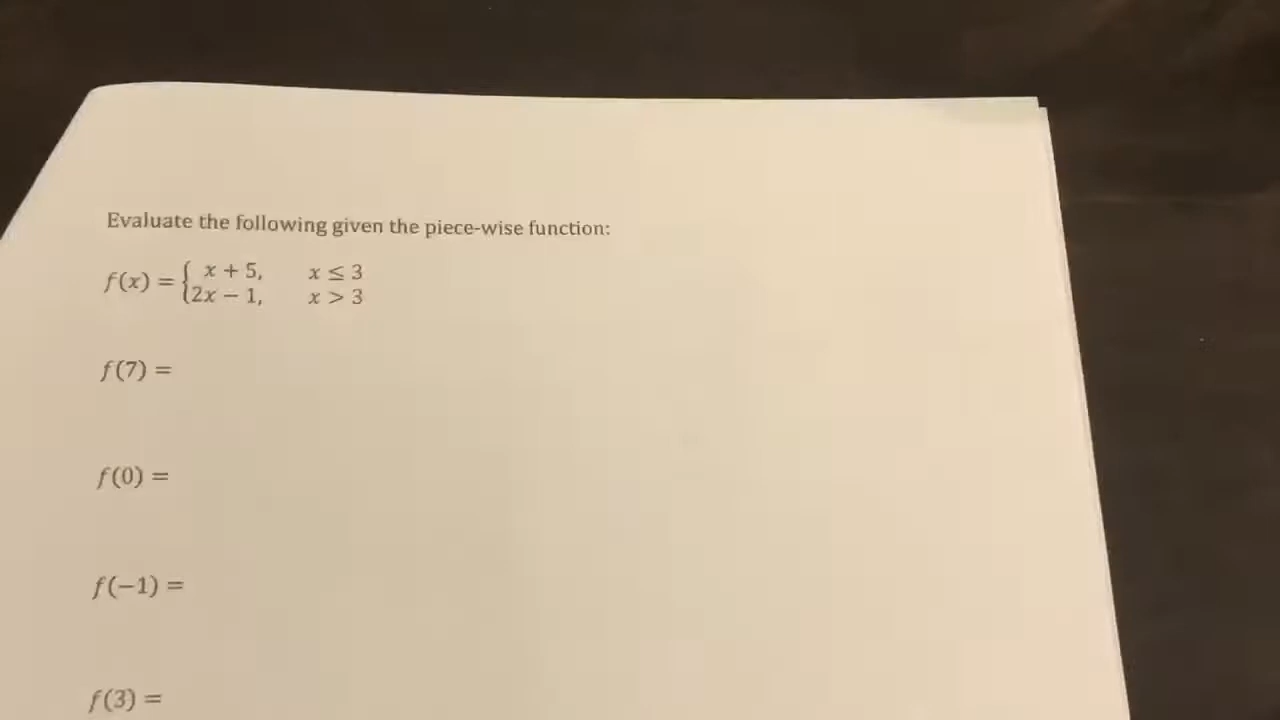 Evaluate the following given the piece-wise function:
f(x) = { x + 5, x ≤ 3
2x − 1, x > 3
f(7) =
f(0) =
f(−1) =
f(3) =